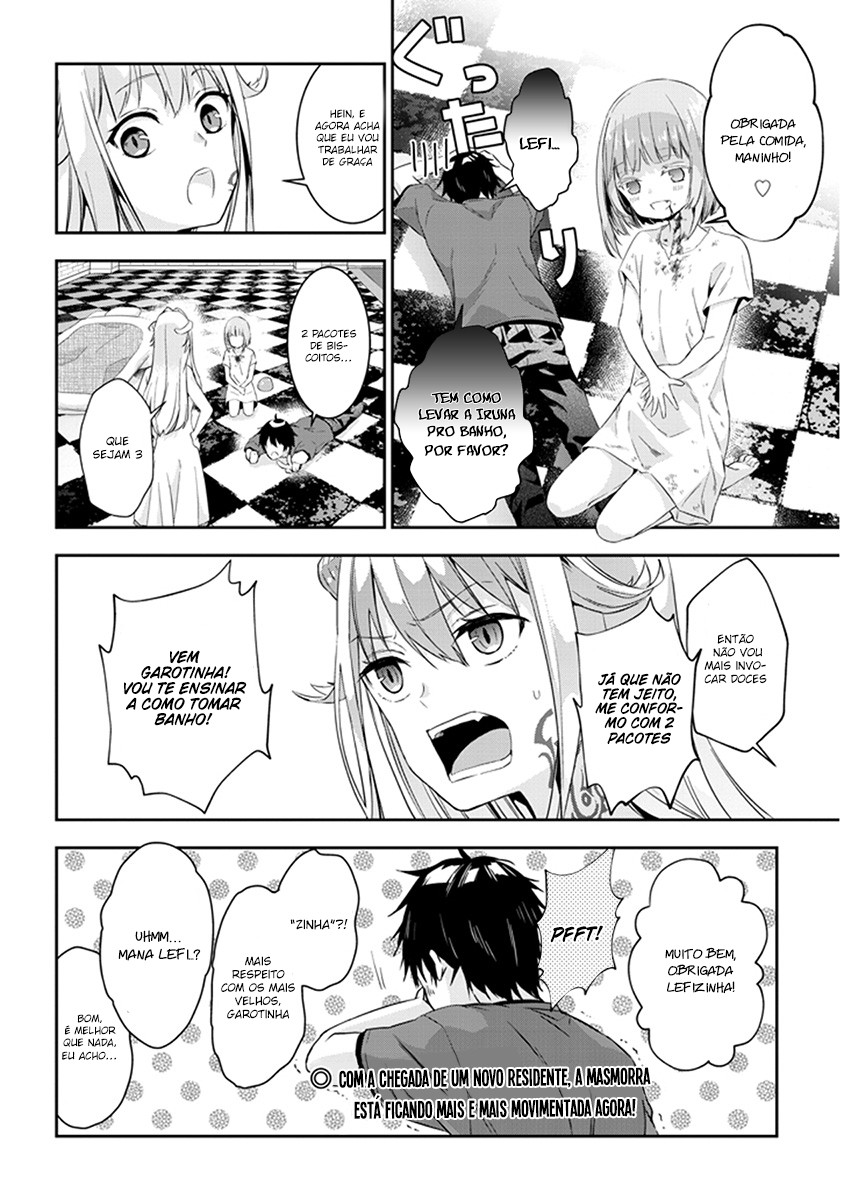 OBRIGADA
PELA COMIDA,
MANINHO!
♡
ぐったり
LEFI...
TEM COMO
LEVAR A IRUNA
PRO BANHO,
POR FAVOR?
HEIN, E
AGORA ACHA
QUE EU VOU
TRABALHAR
DE GRAÇA
2 PACOTES
DE BIS-
COITOS...
QUE
SEJAM 3
ENTÃO
NÃO VOU
MAIS INVO-
CAR DOCES
JÁ QUE NÃO
TEM JEITO,
ME CONFOR-
MO COM 2
PACOTES
VEM
GAROTINHA!
VOU TE ENSINAR
A COMO TOMAR
BANHO!
MUITO BEM,
OBRIGADA
LEFIZINHA!
PFFT!
"ZINHA"?!
MAIS
RESPEITO
COM OS MAIS
VELHOS,
GAROTINHA
UHMM...
MANA LEFI.?
BOM,
É MELHOR
QUE NADA,
EU ACHO...
◎ COM A CHEGADA DE UM NOVO RESIDENTE, A MASMORRA
ESTÁ FICANDO MAIS E MAIS MOVIMENTADA AGORA!